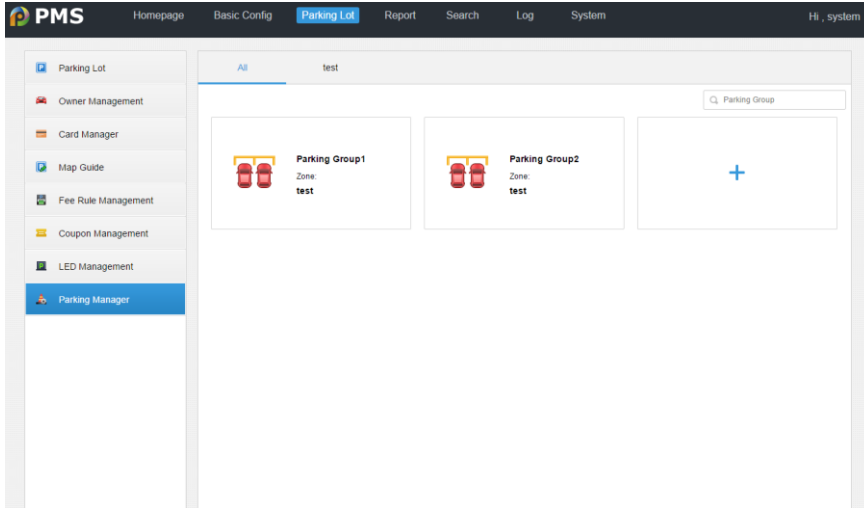 PMS Homepage Basic Config Parking Lot Report Search Log System Hi , system
Parking Lot
Owner Management
Card Manager
Map Guide
Fee Rule Management
Coupon Management
LED Management
Parking Manager
All test
Parking Group
Parking Group1
Zone:
test
Parking Group2
Zone:
test
+